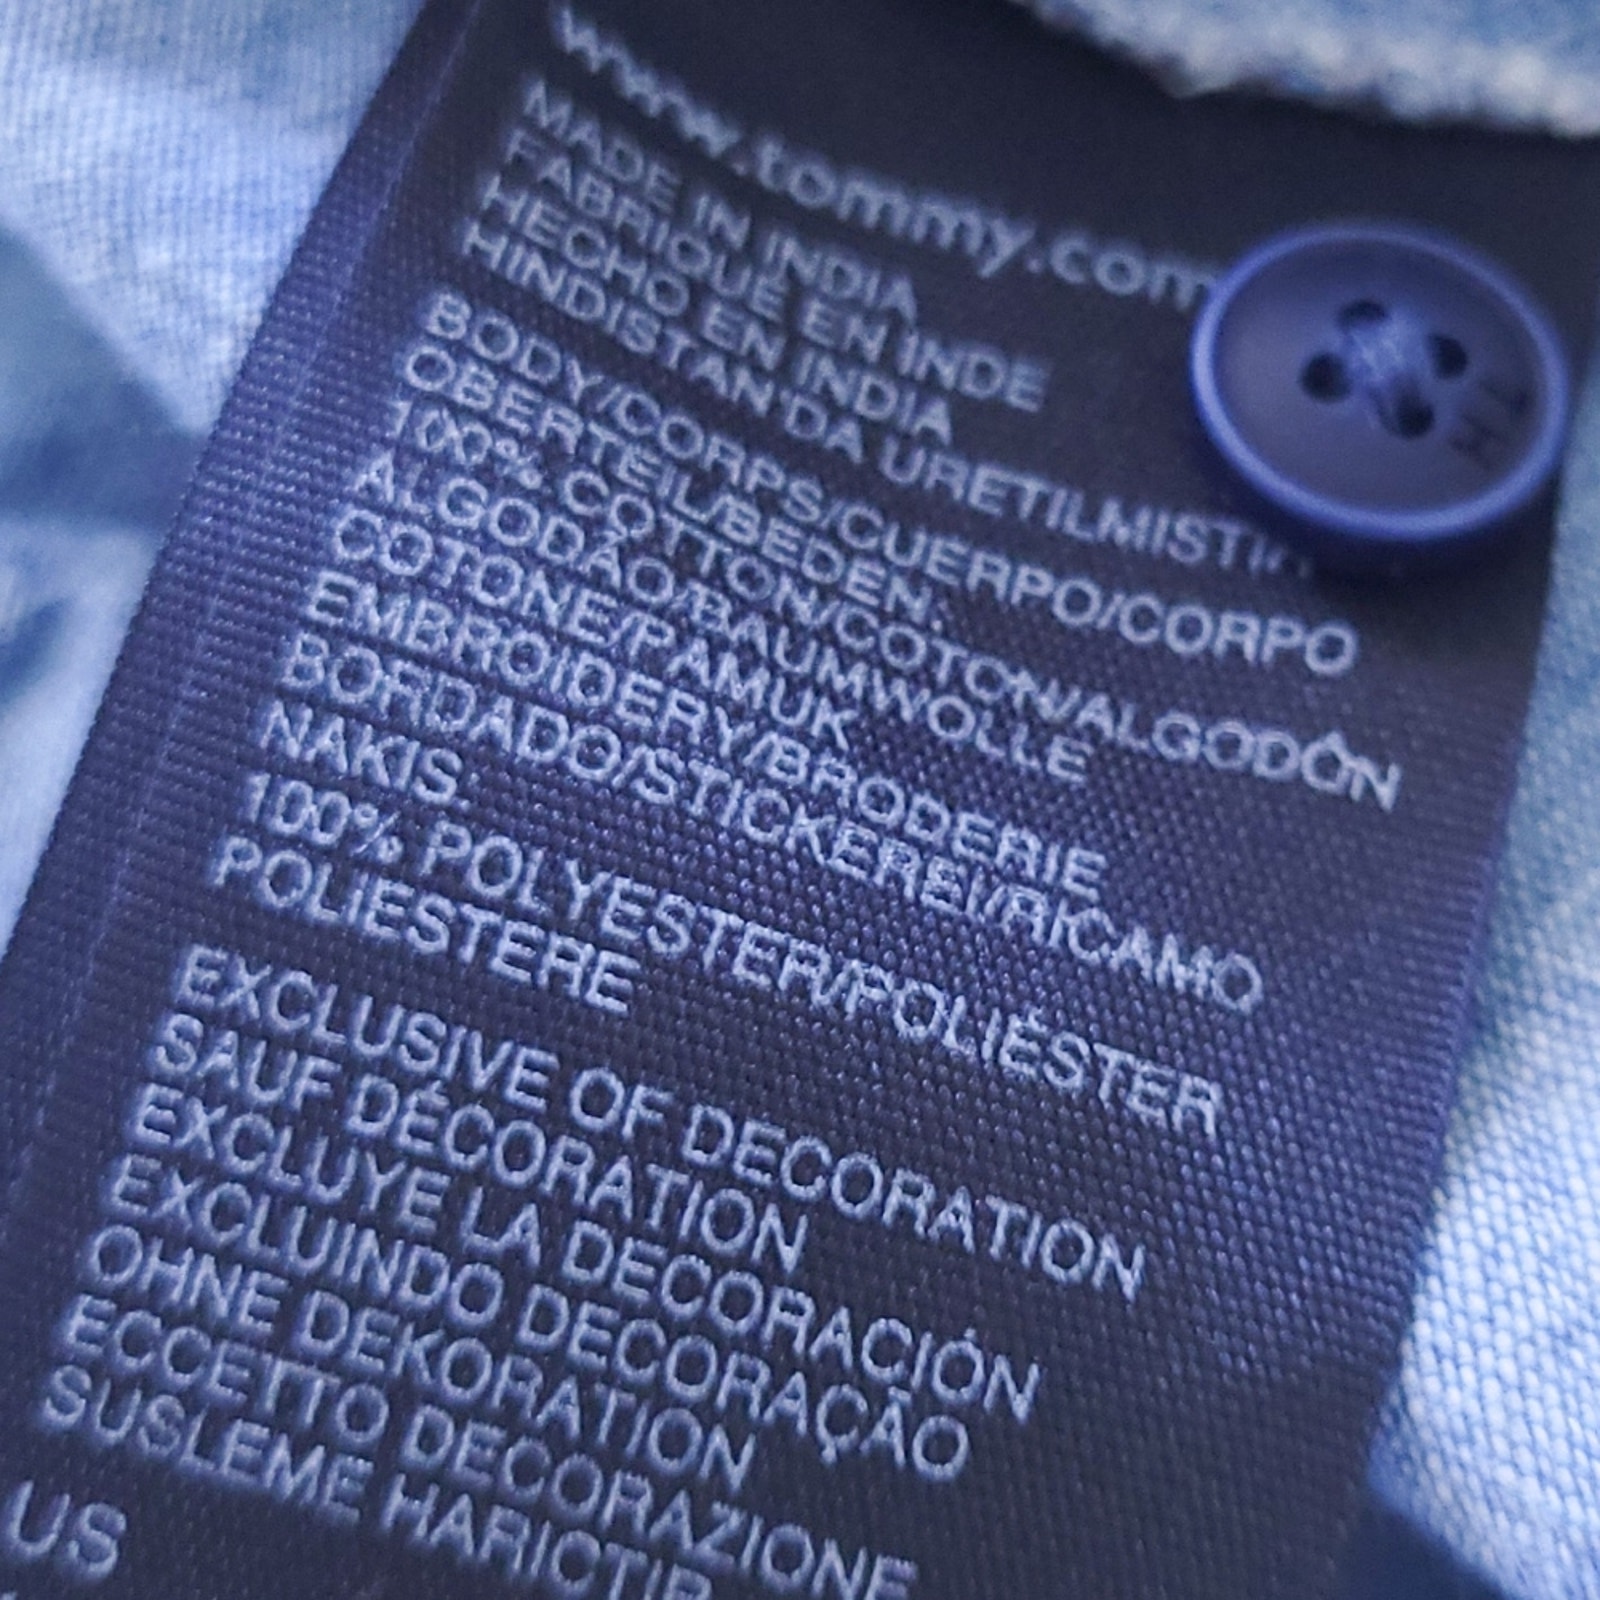 www.tommy.com
MADE IN INDIA
FABRIQUÉ EN INDE
HECHO EN INDIA
HINDISTAN'DA URETILMISTIR
BODY/CORPS/CUERPO/CORPO
OBERTEIL/BEDEN:
100% COTTON/COTON/ALGODÓN
ALGODÃO/BAUMWOLLE
COTONE/PAMUK
EMBROIDERY/BRODERIE
BORDADO/STICKEREI/RICAMO
NAKIS:
100% POLYESTER/POLIÉSTER
POLIESTERE
EXCLUSIVE OF DECORATION
SAUF DÉCORATION
EXCLUYE LA DECORACIÓN
EXCLUINDO DECORAÇÃO
OHNE DEKORATION
ECCETTO DECORAZIONE
SUSLEME HARICTIR
US